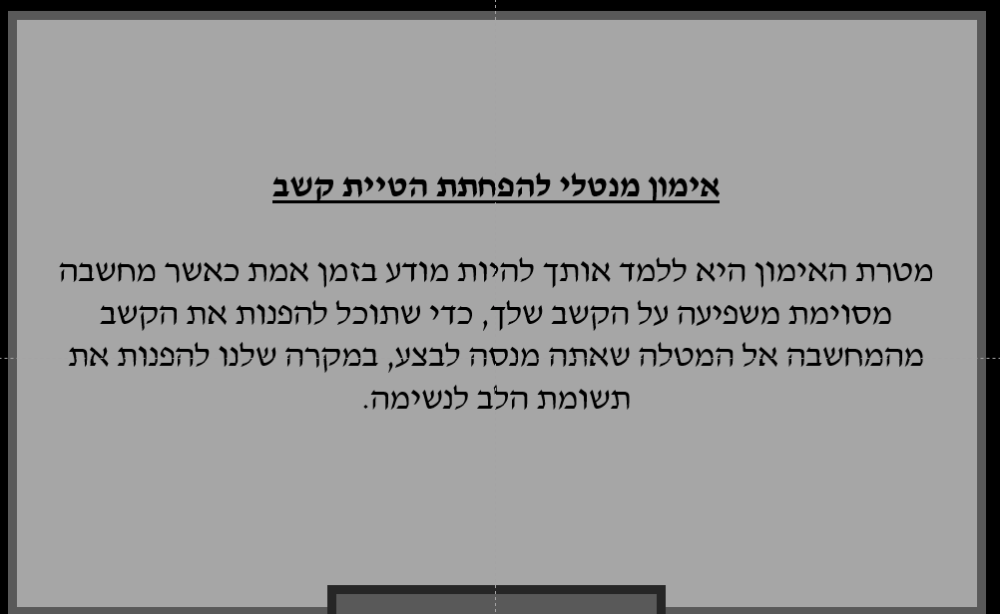 אימון מנטלי להפחתת הטיית קשב
מטרת האימון היא ללמד אותך להיות מודע בזמן אמת כאשר מחשבה
מסוימת משפיעה על הקשב שלך, כדי שתוכל להפנות את הקשב
מהמחשבה אל המטלה שאתה מנסה לבצע, במקרה שלנו להפנות את
תשומת הלב לנשימה.